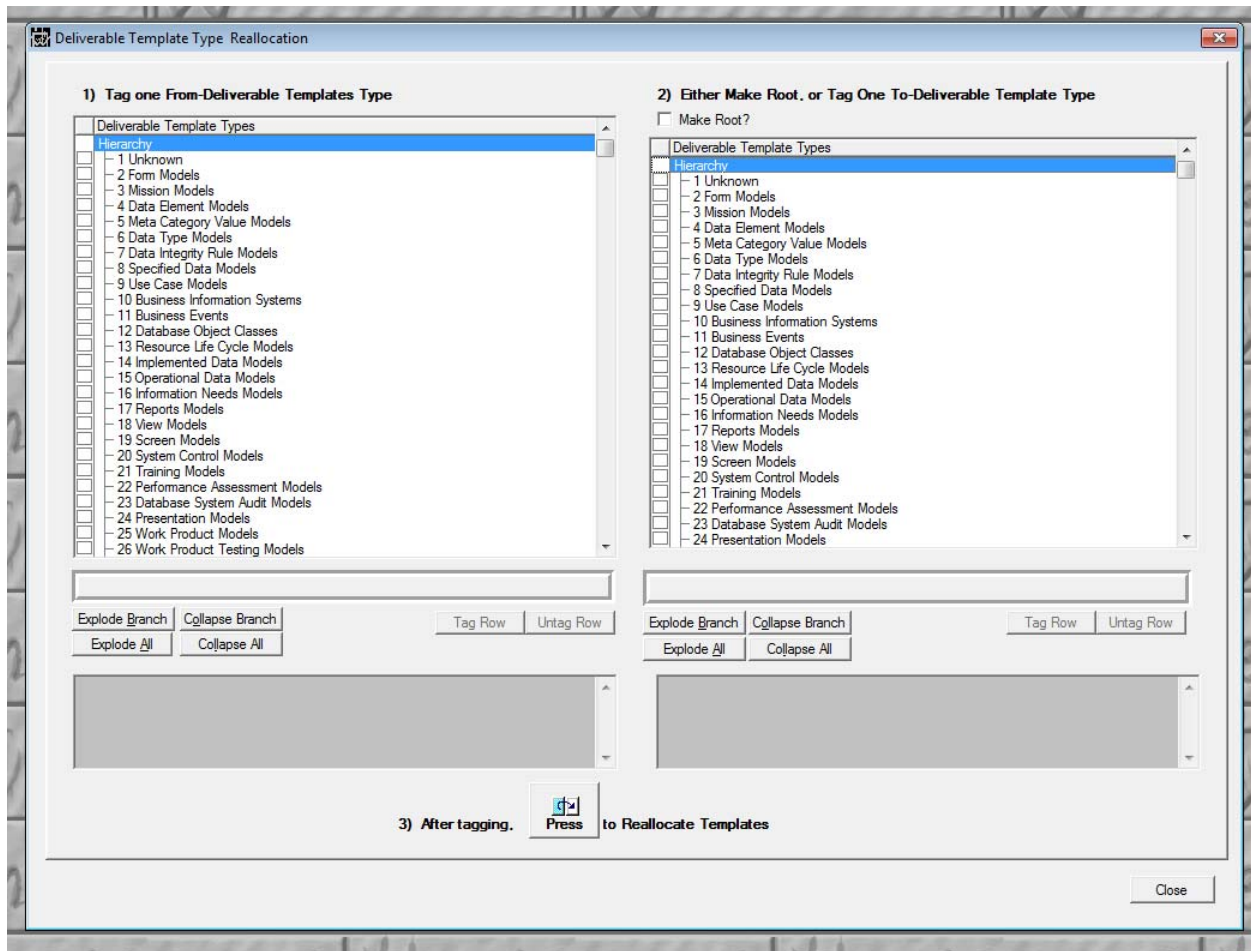 Deliverable Template Type Reallocation
1) Tag one From-Deliverable Templates Type
Deliverable Template Types
Hierarchy
1 Unknown
2 Form Models
3 Mission Models
4 Data Element Models
5 Meta Category Value Models
6 Data Type Models
7 Data Integrity Rule Models
8 Specified Data Models
9 Use Case Models
10 Business Information Systems
11 Business Events
12 Database Object Classes
13 Resource Life Cycle Models
14 Implemented Data Models
15 Operational Data Models
16 Information Needs Models
17 Reports Models
18 View Models
19 Screen Models
20 System Control Models
21 Training Models
22 Performance Assessment Models
23 Database System Audit Models
24 Presentation Models
25 Work Product Models
26 Work Product Testing Models
Explode Branch Collapse Branch Tag Row Untag Row
Explode All Collapse All
2) Either Make Root, or Tag One To-Deliverable Template Type
Make Root?
Deliverable Template Types
Hierarchy
1 Unknown
2 Form Models
3 Mission Models
4 Data Element Models
5 Meta Category Value Models
6 Data Type Models
7 Data Integrity Rule Models
8 Specified Data Models
9 Use Case Models
10 Business Information Systems
11 Business Events
12 Database Object Classes
13 Resource Life Cycle Models
14 Implemented Data Models
15 Operational Data Models
16 Information Needs Models
17 Reports Models
18 View Models
19 Screen Models
20 System Control Models
21 Training Models
22 Performance Assessment Models
23 Database System Audit Models
24 Presentation Models
Explode Branch Collapse Branch Tag Row Untag Row
Explode All Collapse All
3) After tagging, Press to Reallocate Templates
Close